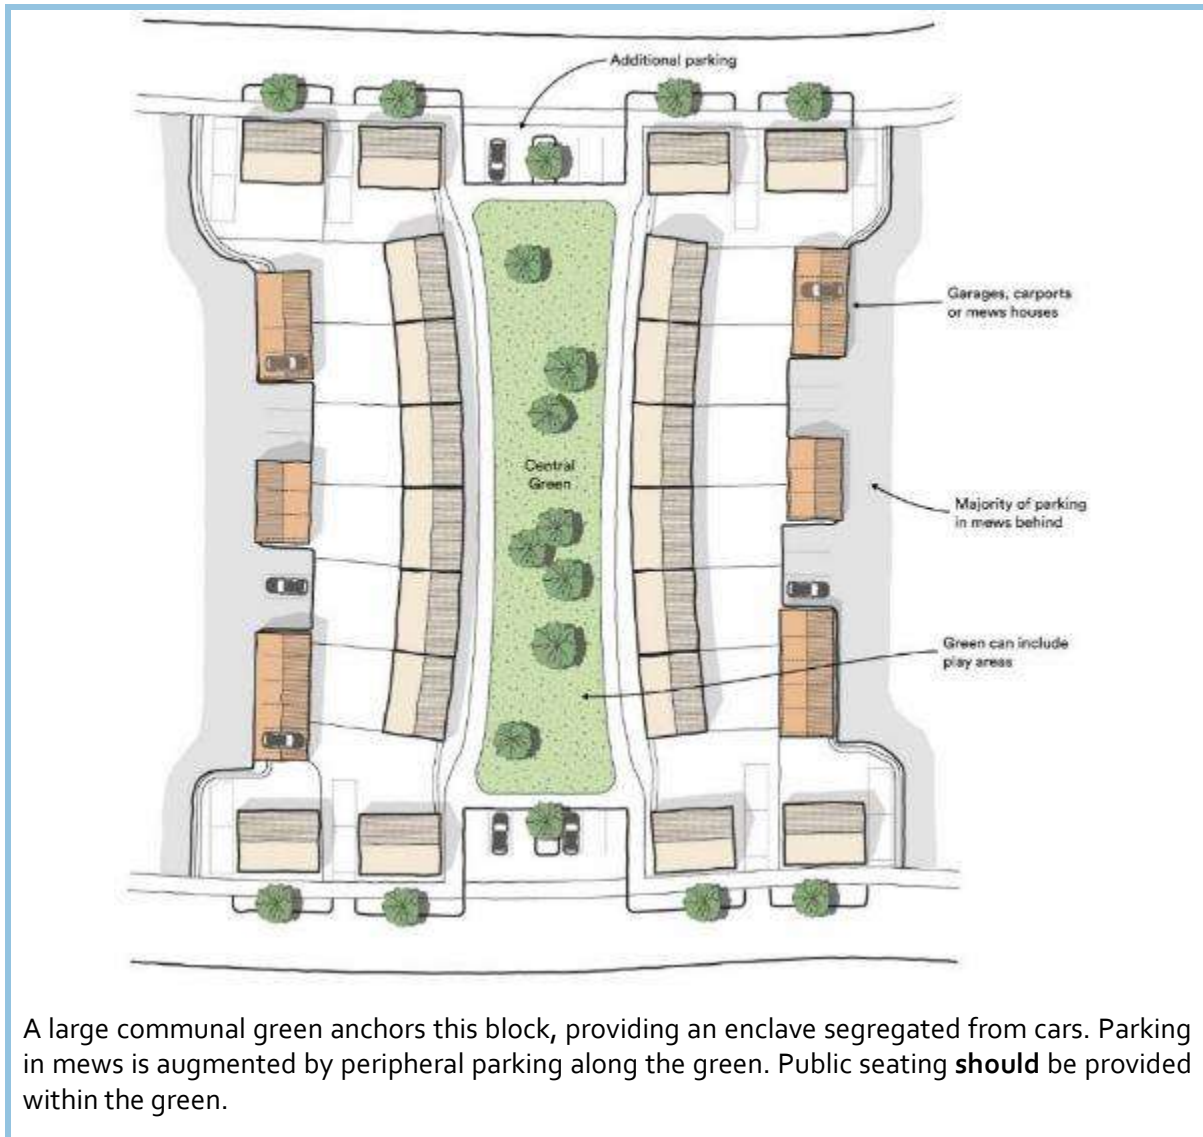 Additional parking
Garages, carports
or mews houses
Central
Green
Majority of parking
in mews behind
Green can include
play areas
A large communal green anchors this block, providing an enclave segregated from cars. Parking
in mews is augmented by peripheral parking along the green. Public seating should be provided
within the green.